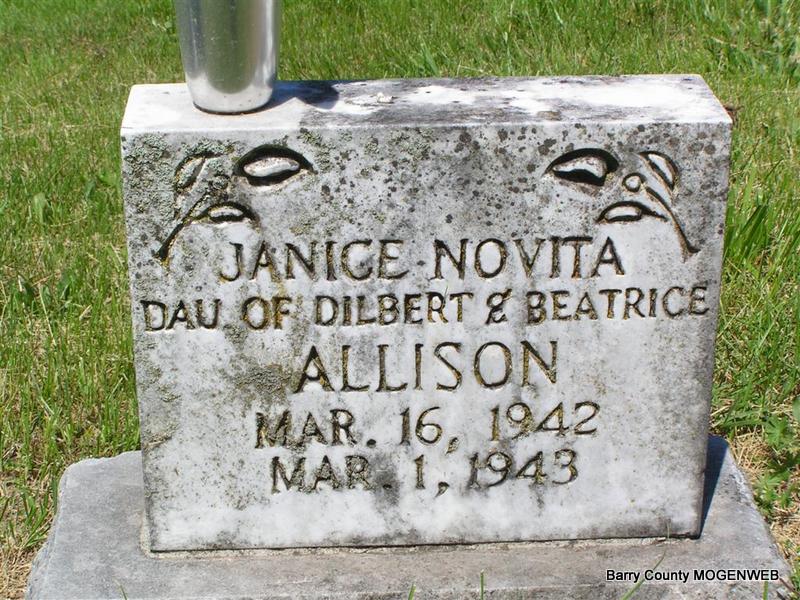 JANICE NOVITA
DAU OF DILBERT & BEATRICE
ALLISON
MAR. 16, 1942
MAR. 1, 1943
Barry County MOGENWEB